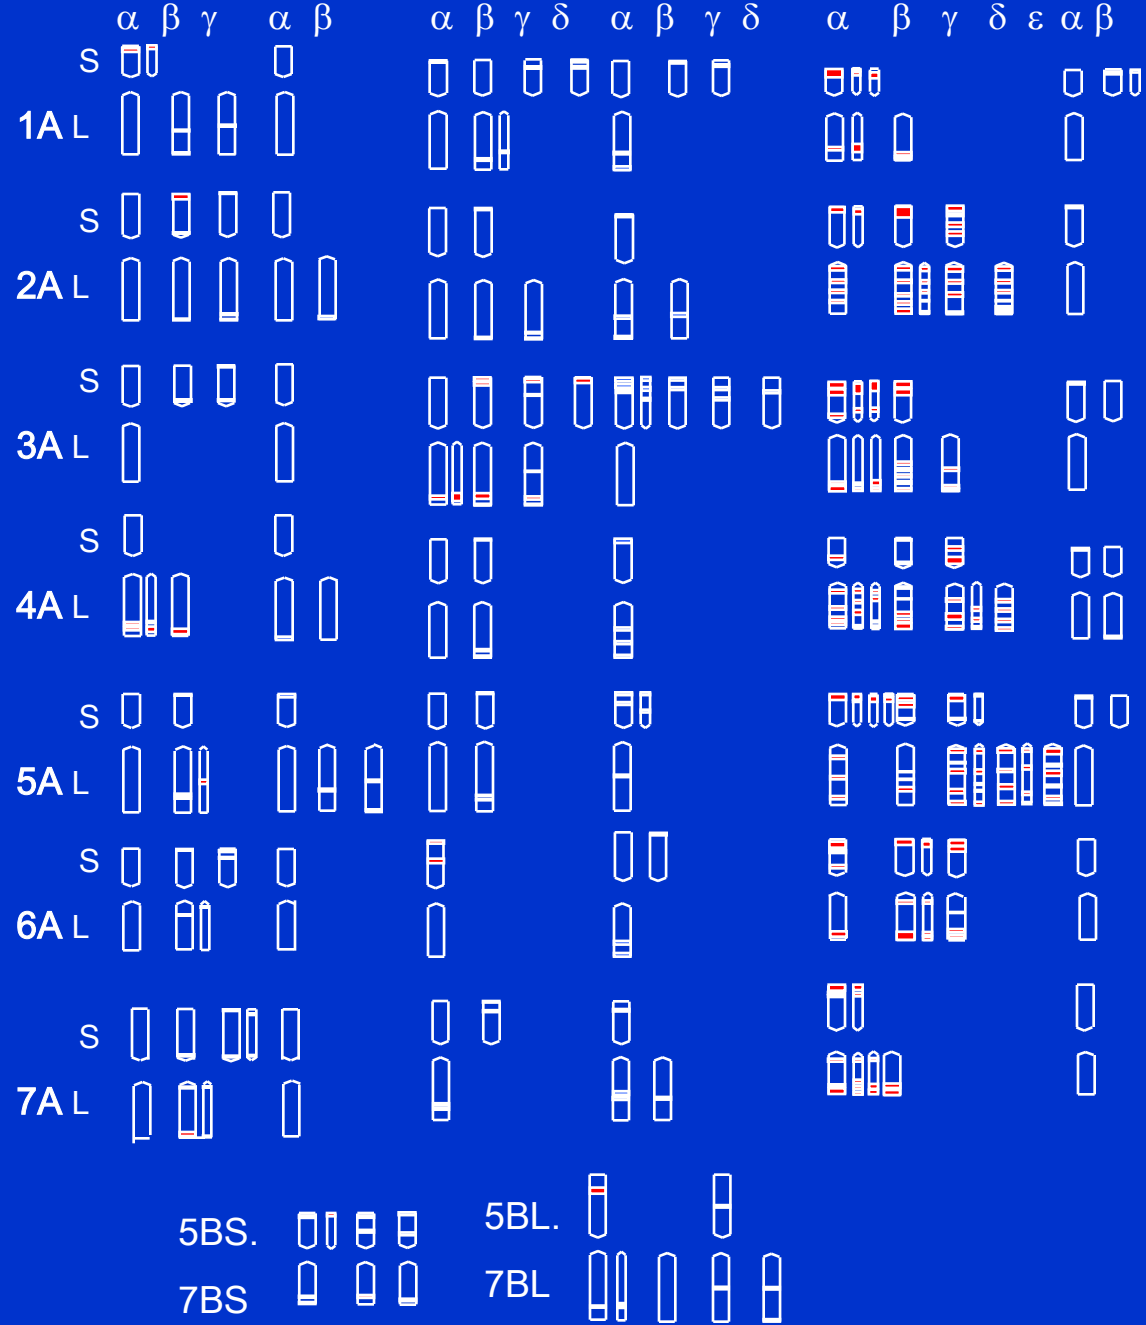 α β γ α β α β γ δ α β γ δ α β γ δ ε α β
S
1A L
S
2A L
S
3A L
S
4A L
S
5A L
S
6A L
S
7A L
5BS. 5BL.
7BS 7BL